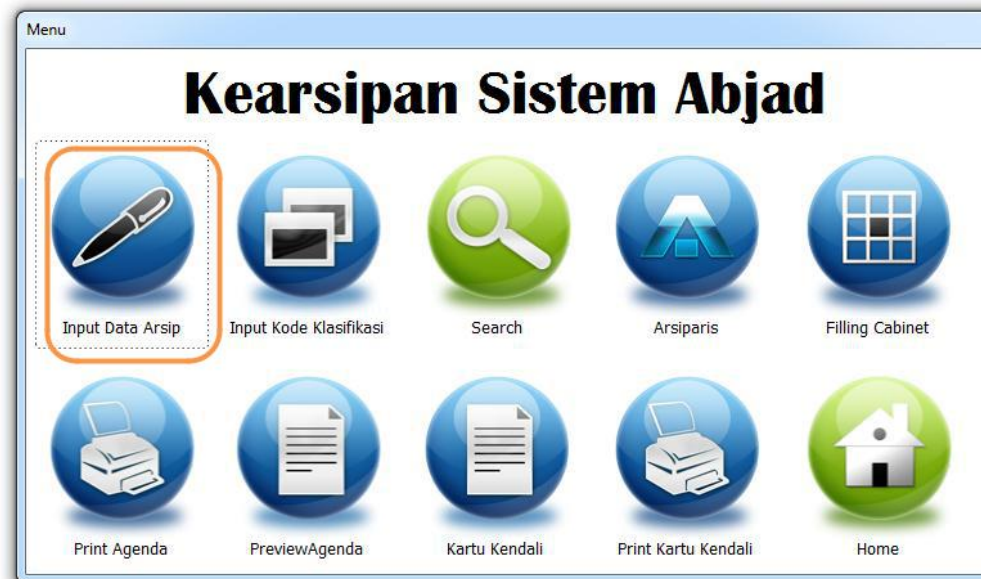 Menu
Kearsipan Sistem Abjad
Input Data Arsip
Input Kode Klasifikasi
Search
Arsiparis
Filling Cabinet
Print Agenda
PreviewAgenda
Kartu Kendali
Print Kartu Kendali
Home